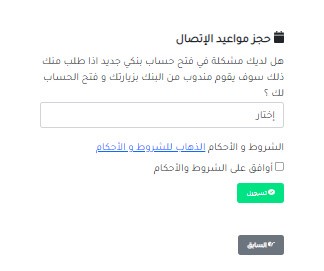 حجز مواعيد الإتصال
هل لديك مشكلة في فتح حساب بنكي جديد اذا طلب منك
ذلك سوف يقوم مندوب من البنك بزيارتك و فتح الحساب
لك ؟
إختار
الشروط و الأحكام الذهاب للشروط و الأحكام
أوافق على الشروط والأحكام
تسجيل
السابق